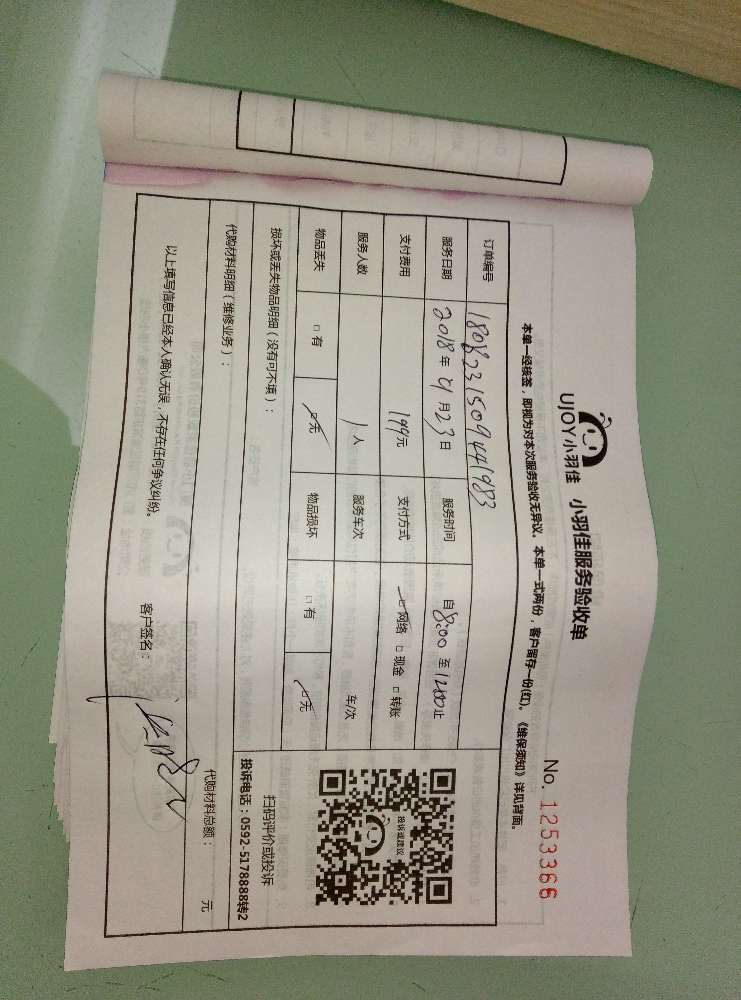 UJOY小羽佳 小羽佳服务验收单
No. 1253366
本单一经核签，即视为对本次服务验收无异议。本单一式两份，客户留存一份(红)。《维保须知》详见背面。
订单编号 1808231509441983
服务日期 2018年 月23日 服务时间 自8:00至12:00止
支付费用 199元 支付方式 ☑网络 □现金 □转账
服务人数 1人 服务车次 车/次
物品丢失 □有 ☑无 物品损坏 □有 ☑无
投诉或建议
扫码评价或投诉
投诉电话：0592-5178888转2
损坏或丢失物品明细（没有可不填）：
代购材料明细（维修业务）：
代购材料总额： 元
以上填写信息已经本人确认无误，不存在任何争议纠纷。 客户签名：